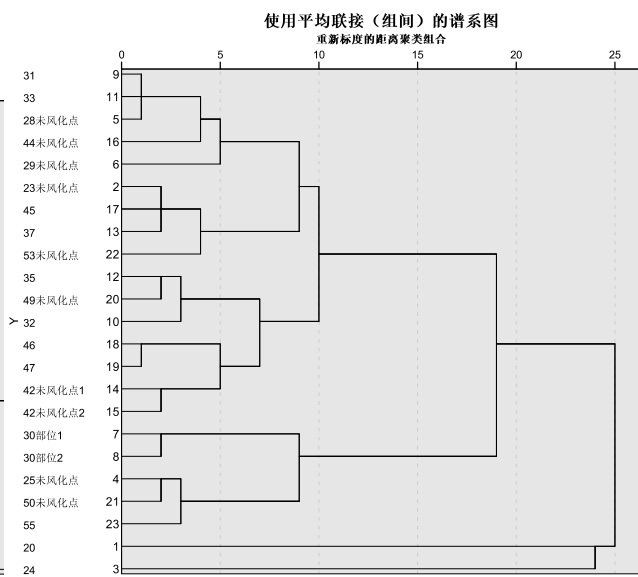 使用平均联接（组间）的谱系图
重新标度的距离聚类组合
0 5 10 15 20 25
31 9
33 11
28未风化点 5
44未风化点 16
29未风化点 6
23未风化点 2
45 17
37 13
53未风化点 22
35 12
49未风化点 20
Y
32 10
46 18
47 19
42未风化点1 14
42未风化点2 15
30部位1 7
30部位2 8
25未风化点 4
50未风化点 21
55 23
20 1
24 3